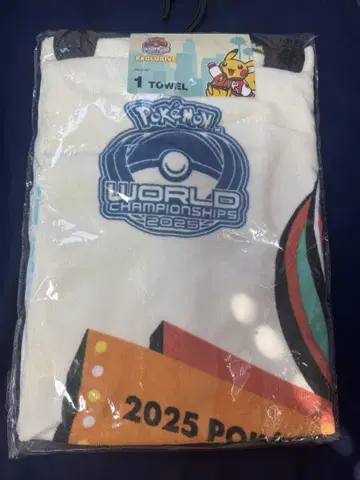 EXCLUSIVE
1 TOWEL
POKÉMON
WORLD
CHAMPIONSHIPS
2025
2025 POK